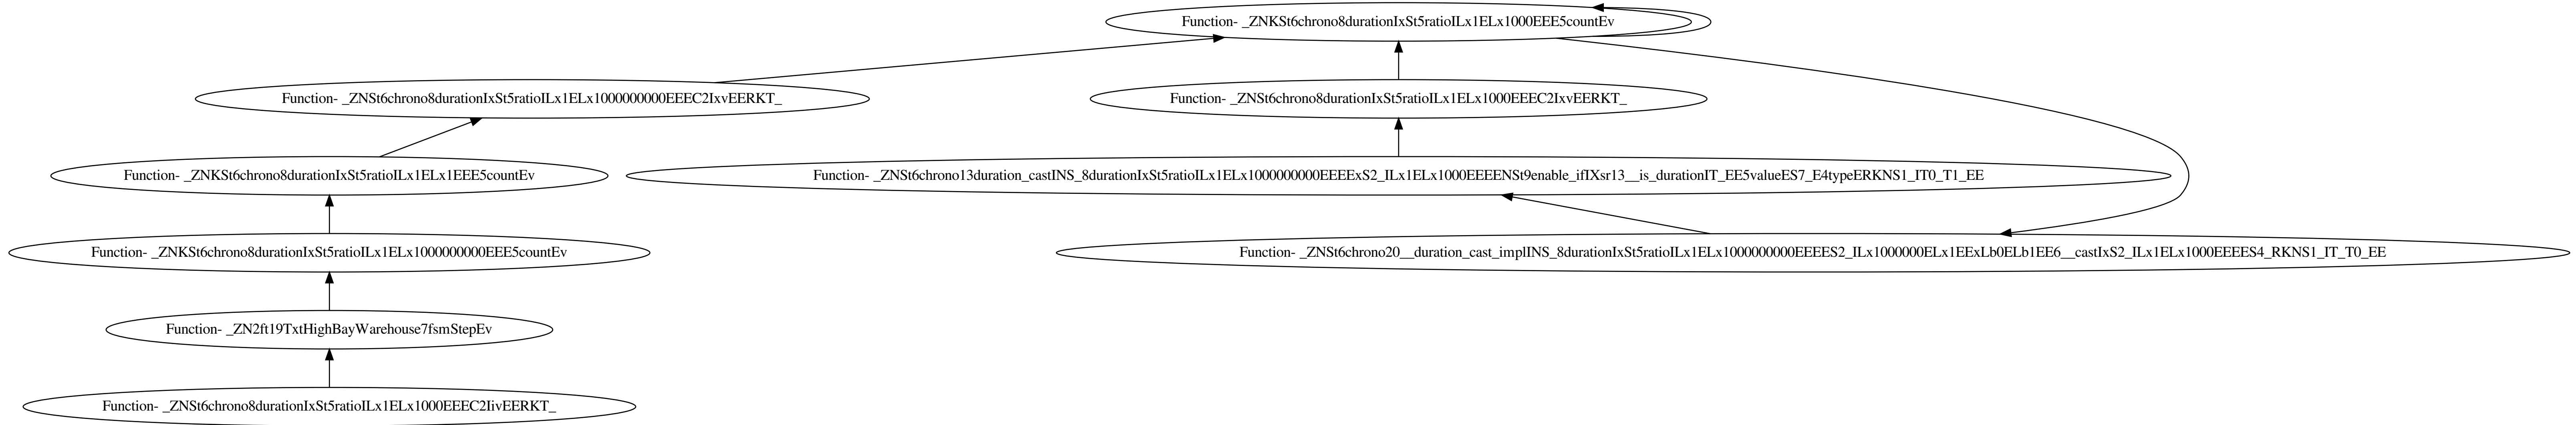 Function- _ZNKSt6chrono8durationIxSt5ratioILx1ELx1000EEE5countEv
Function- _ZNSt6chrono8durationIxSt5ratioILx1ELx1000000000EEEC2IxvEERKT_
Function- _ZNSt6chrono8durationIxSt5ratioILx1ELx1000EEEC2IxvEERKT_
Function- _ZNKSt6chrono8durationIxSt5ratioILx1ELx1EEE5countEv
Function- _ZNSt6chrono13duration_castINS_8durationIxSt5ratioILx1ELx1000000000EEEExS2_ILx1ELx1000EEEENSt9enable_ifIXsr13__is_durationIT_EE5valueES7_E4typeERKNS1_IT0_T1_EE
Function- _ZNKSt6chrono8durationIxSt5ratioILx1ELx1000000000EEE5countEv
Function- _ZNSt6chrono20__duration_cast_implINS_8durationIxSt5ratioILx1ELx1000000000EEEES2_ILx1000000ELx1EExLb0ELb1EE6__castIxS2_ILx1ELx1000EEEES4_RKNS1_IT_T0_EE
Function- _ZN2ft19TxtHighBayWarehouse7fsmStepEv
Function- _ZNSt6chrono8durationIxSt5ratioILx1ELx1000EEEC2IivEERKT_